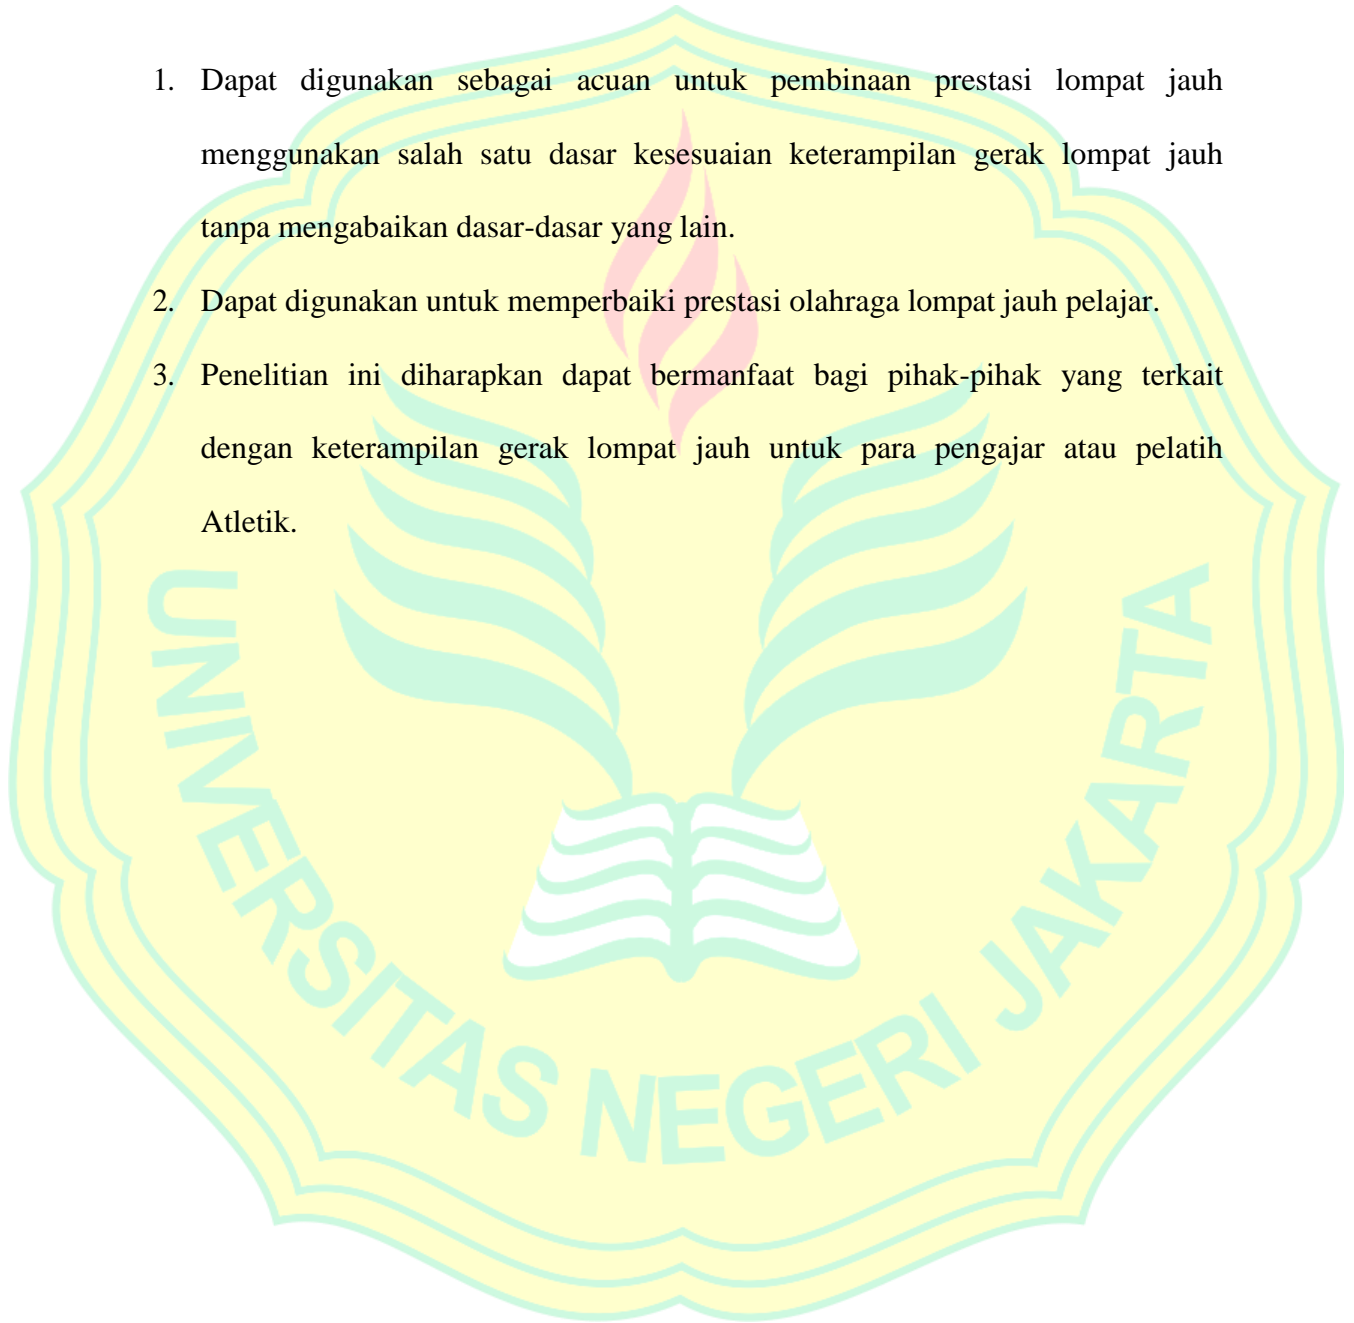 1. Dapat digunakan sebagai acuan untuk pembinaan prestasi lompat jauh
menggunakan salah satu dasar kesesuaian keterampilan gerak lompat jauh
tanpa mengabaikan dasar-dasar yang lain.
2. Dapat digunakan untuk memperbaiki prestasi olahraga lompat jauh pelajar.
3. Penelitian ini diharapkan dapat bermanfaat bagi pihak-pihak yang terkait
dengan keterampilan gerak lompat jauh untuk para pengajar atau pelatih
Atletik.
UNIVERSITAS NEGERI JAKARTA